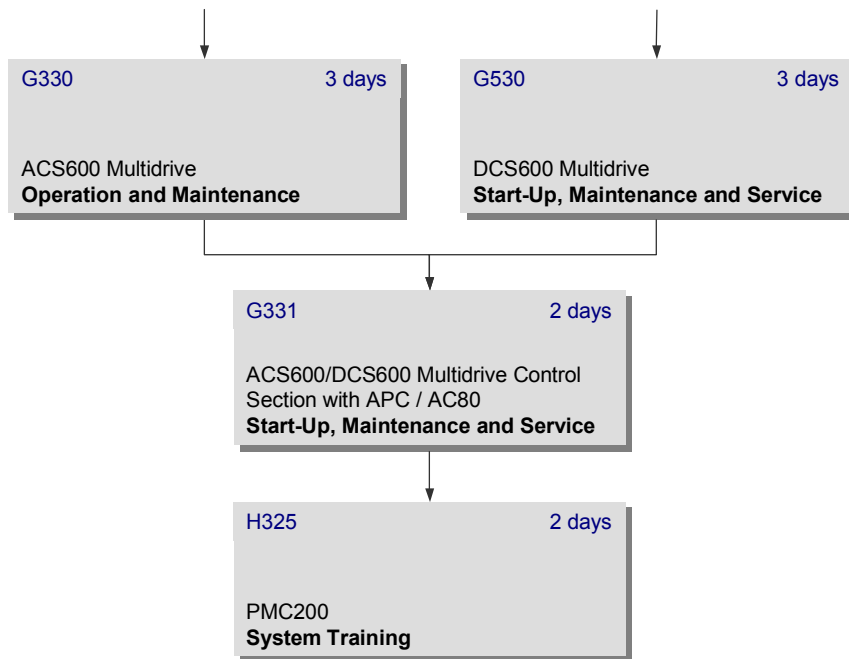 G330 3 days
ACS600 Multidrive
Operation and Maintenance
G530 3 days
DCS600 Multidrive
Start-Up, Maintenance and Service
G331 2 days
ACS600/DCS600 Multidrive Control
Section with APC / AC80
Start-Up, Maintenance and Service
H325 2 days
PMC200
System Training